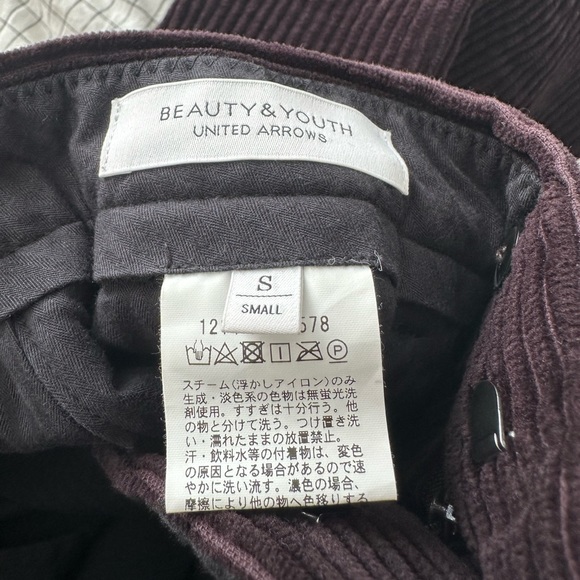 BEAUTY&YOUTH
UNITED ARROWS
S
SMALL
578
スチーム(浮かしアイロン)のみ
生成・淡色系の色物は無蛍光洗
剤使用。すすぎは十分行う。他
の物と分けて洗う。つけ置き洗
い・濡れたままの放置禁止。
汗・飲料水等の付着物は、変色
の原因となる場合があるので速
やかに洗い流す。濃色の場合、
摩擦により他の物へ色移りする